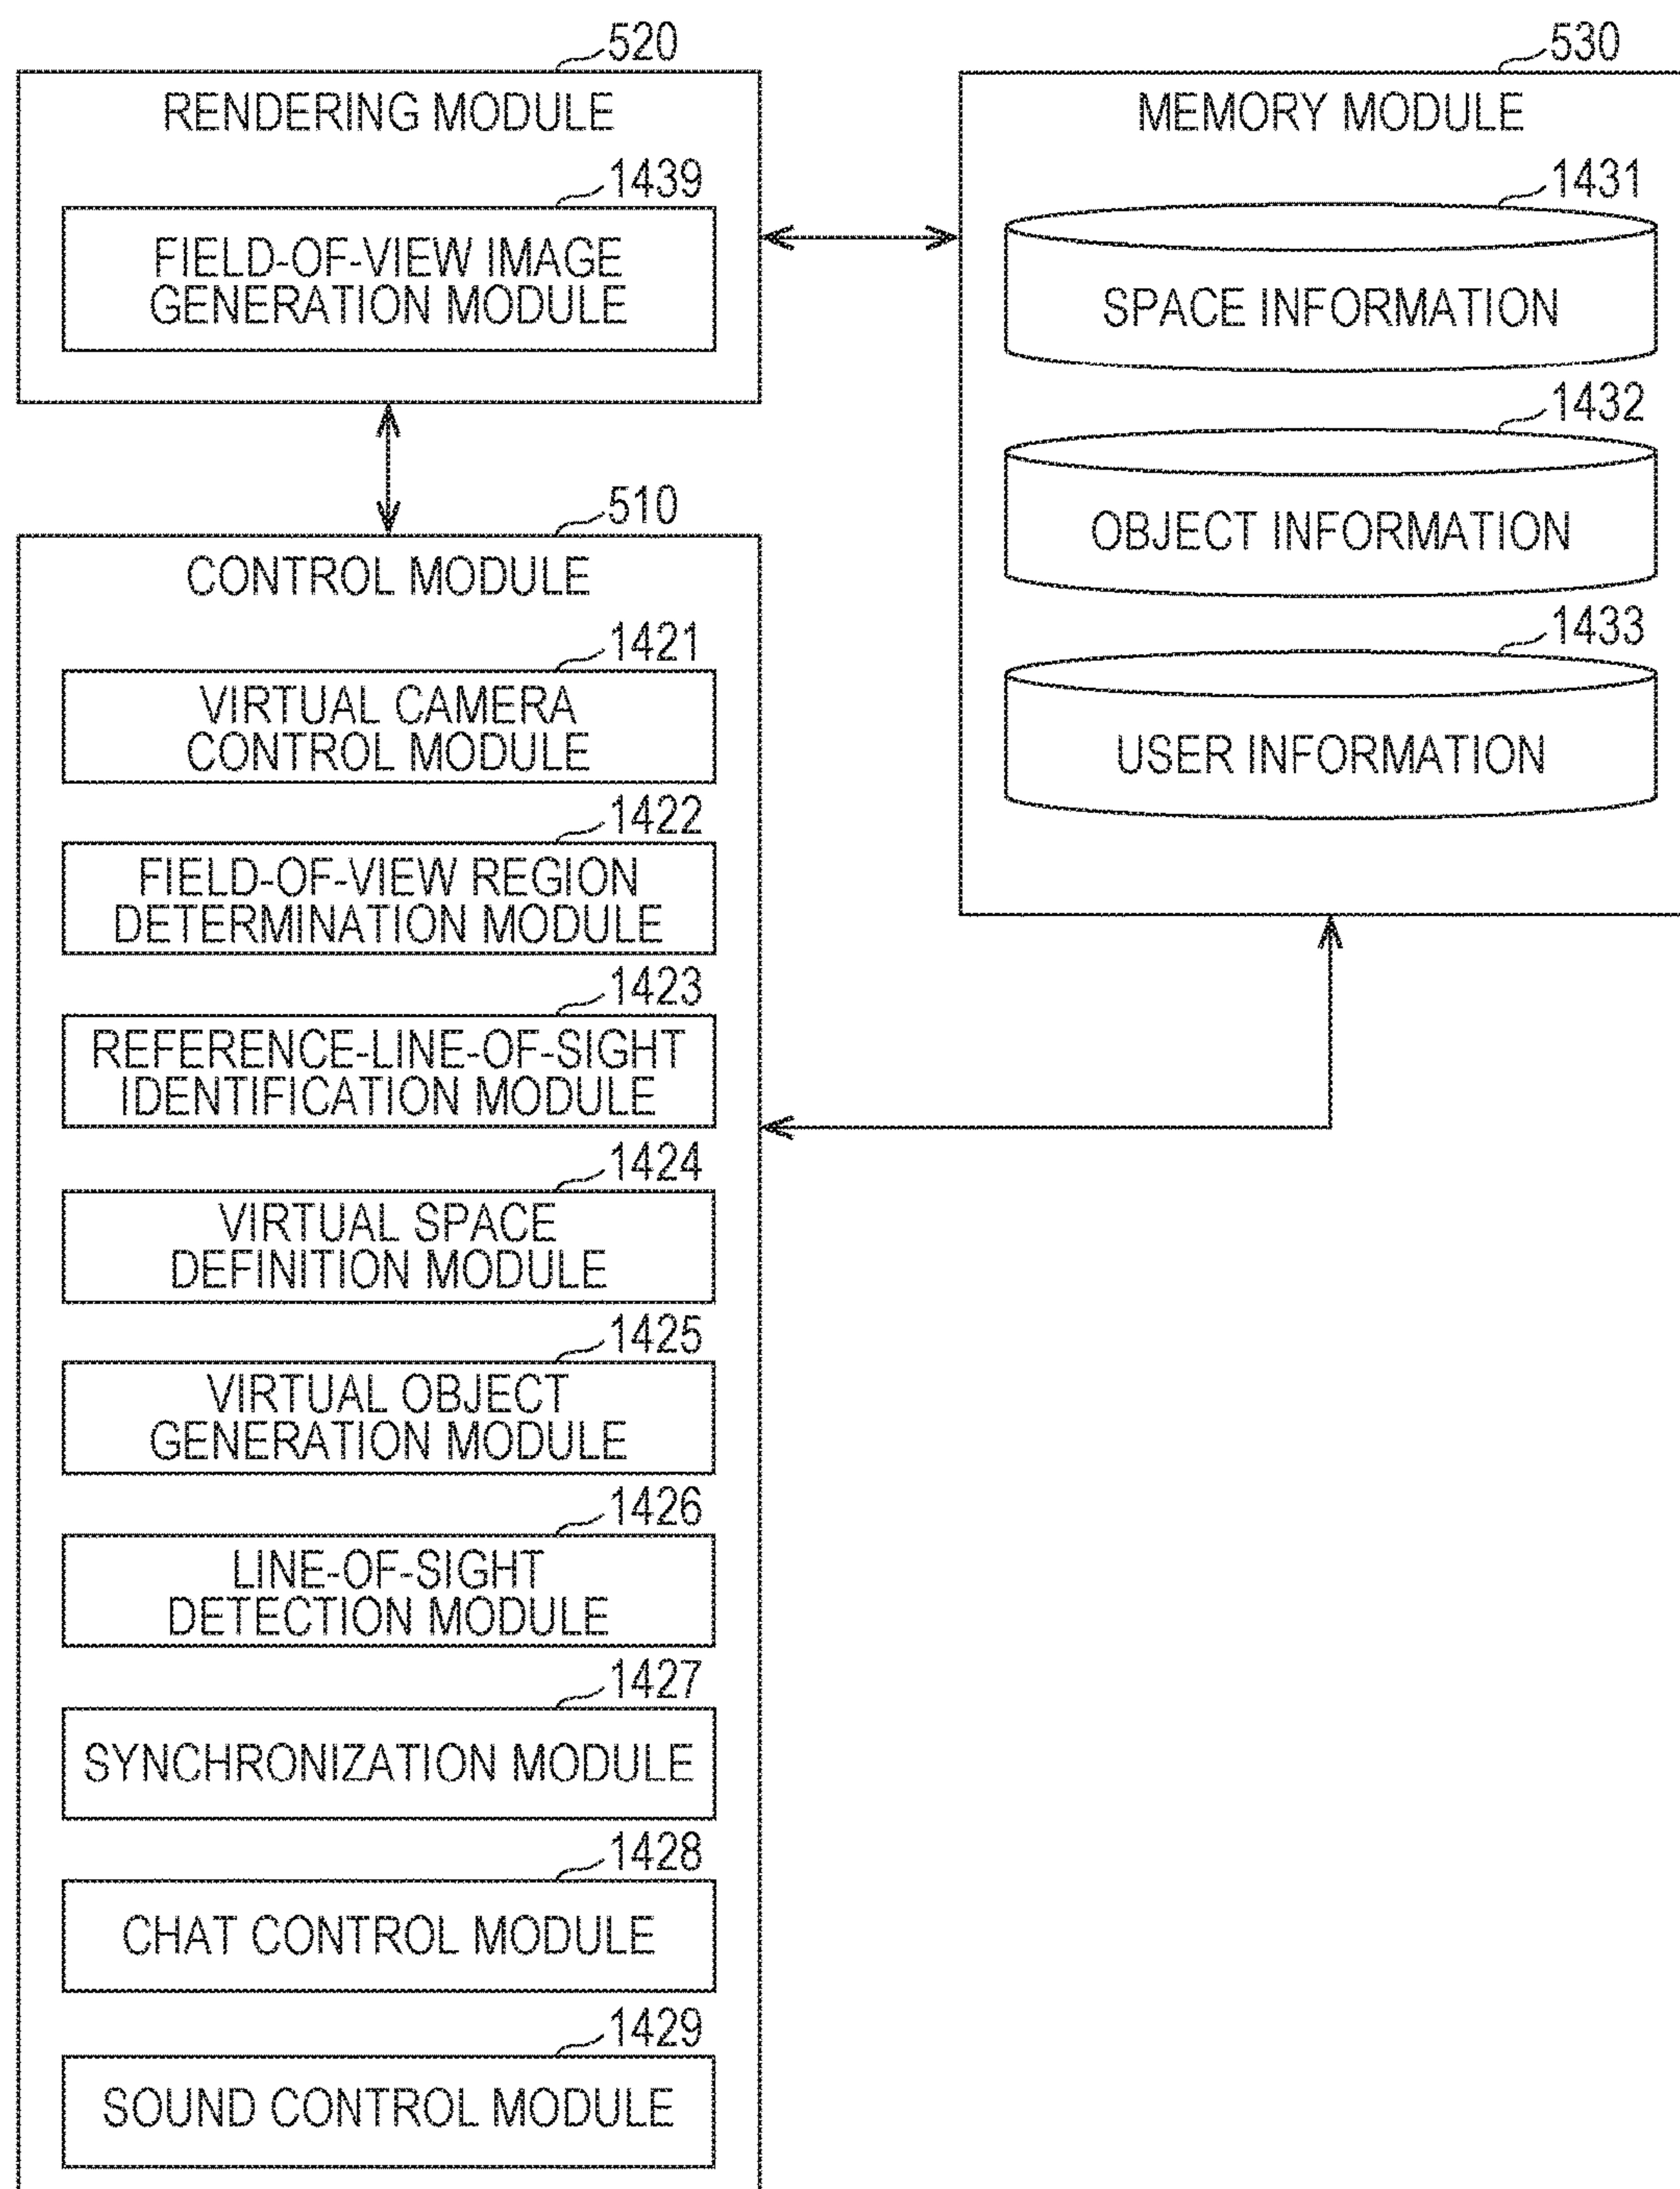 520
RENDERING MODULE
1439
FIELD-OF-VIEW IMAGE
GENERATION MODULE
530
MEMORY MODULE
1431
SPACE INFORMATION
1432
OBJECT INFORMATION
1433
USER INFORMATION
510
CONTROL MODULE
1421
VIRTUAL CAMERA
CONTROL MODULE
1422
FIELD-OF-VIEW REGION
DETERMINATION MODULE
1423
REFERENCE-LINE-OF-SIGHT
IDENTIFICATION MODULE
1424
VIRTUAL SPACE
DEFINITION MODULE
1425
VIRTUAL OBJECT
GENERATION MODULE
1426
LINE-OF-SIGHT
DETECTION MODULE
1427
SYNCHRONIZATION MODULE
1428
CHAT CONTROL MODULE
1429
SOUND CONTROL MODULE